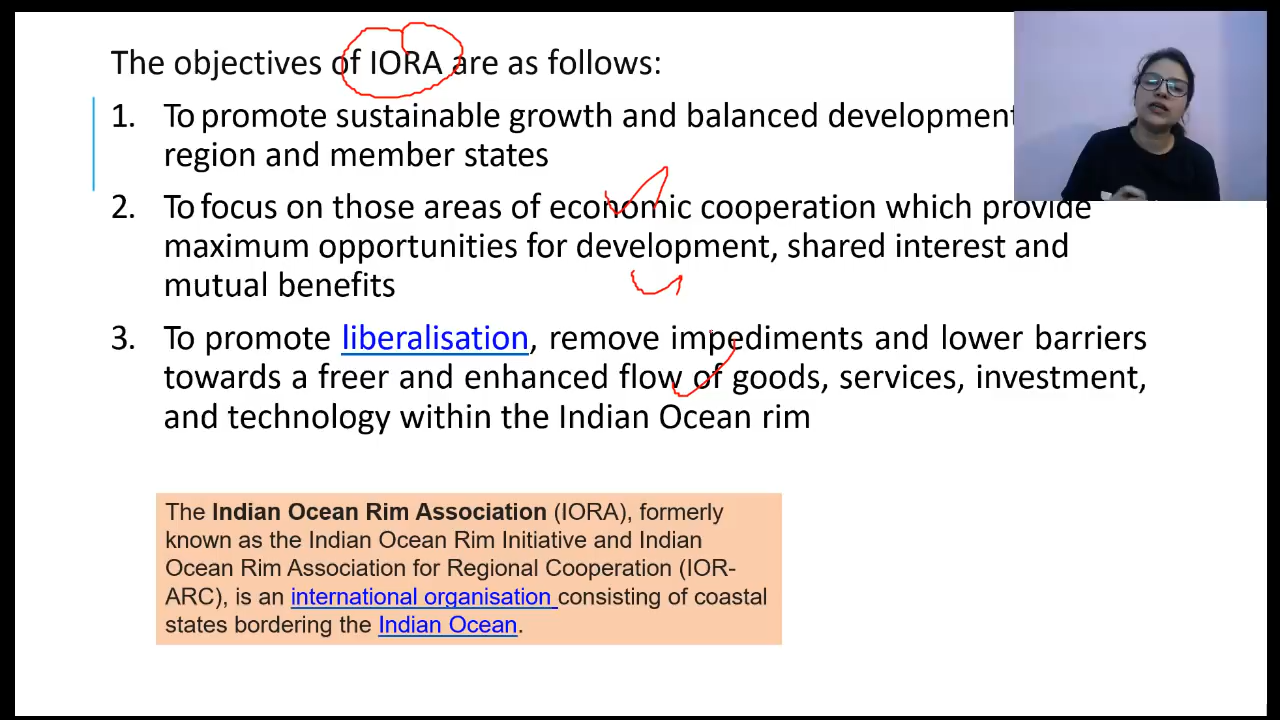 The objectives of IORA are as follows:
1. To promote sustainable growth and balanced development
region and member states
2. To focus on those areas of economic cooperation which provide
maximum opportunities for development, shared interest and
mutual benefits
3. To promote liberalisation, remove impediments and lower barriers
towards a freer and enhanced flow of goods, services, investment,
and technology within the Indian Ocean rim
The Indian Ocean Rim Association (IORA), formerly
known as the Indian Ocean Rim Initiative and Indian
Ocean Rim Association for Regional Cooperation (IOR-
ARC), is an international organisation consisting of coastal
states bordering the Indian Ocean.